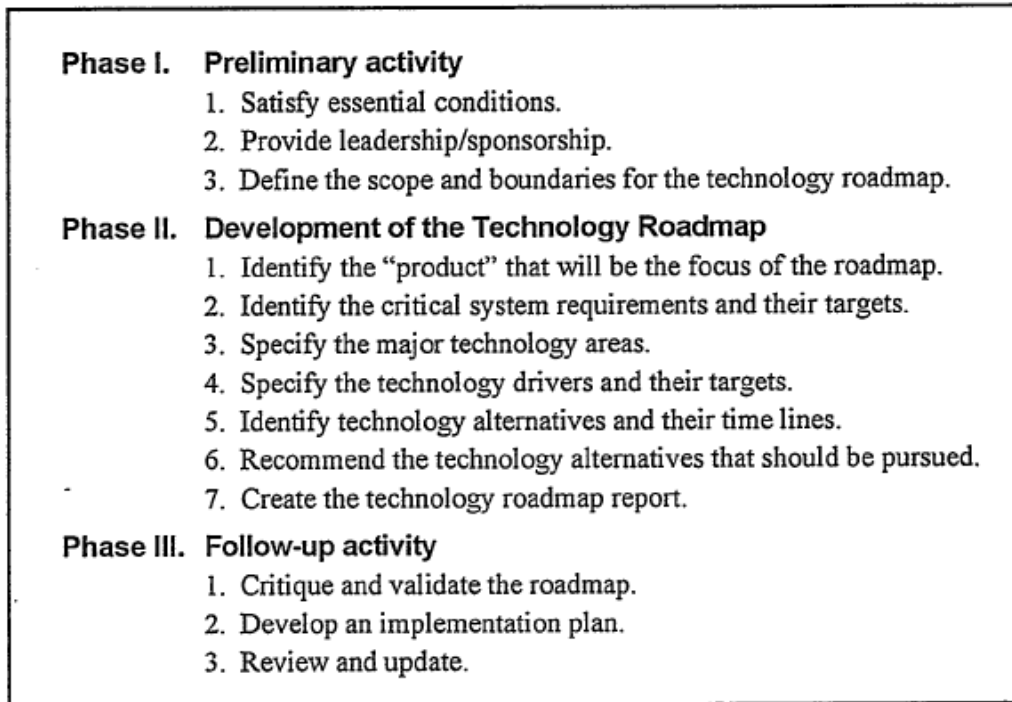 Phase I. Preliminary activity
1. Satisfy essential conditions.
2. Provide leadership/sponsorship.
3. Define the scope and boundaries for the technology roadmap.
Phase II. Development of the Technology Roadmap
1. Identify the “product” that will be the focus of the roadmap.
2. Identify the critical system requirements and their targets.
3. Specify the major technology areas.
4. Specify the technology drivers and their targets.
5. Identify technology alternatives and their time lines.
6. Recommend the technology alternatives that should be pursued.
7. Create the technology roadmap report.
Phase III. Follow-up activity
1. Critique and validate the roadmap.
2. Develop an implementation plan.
3. Review and update.